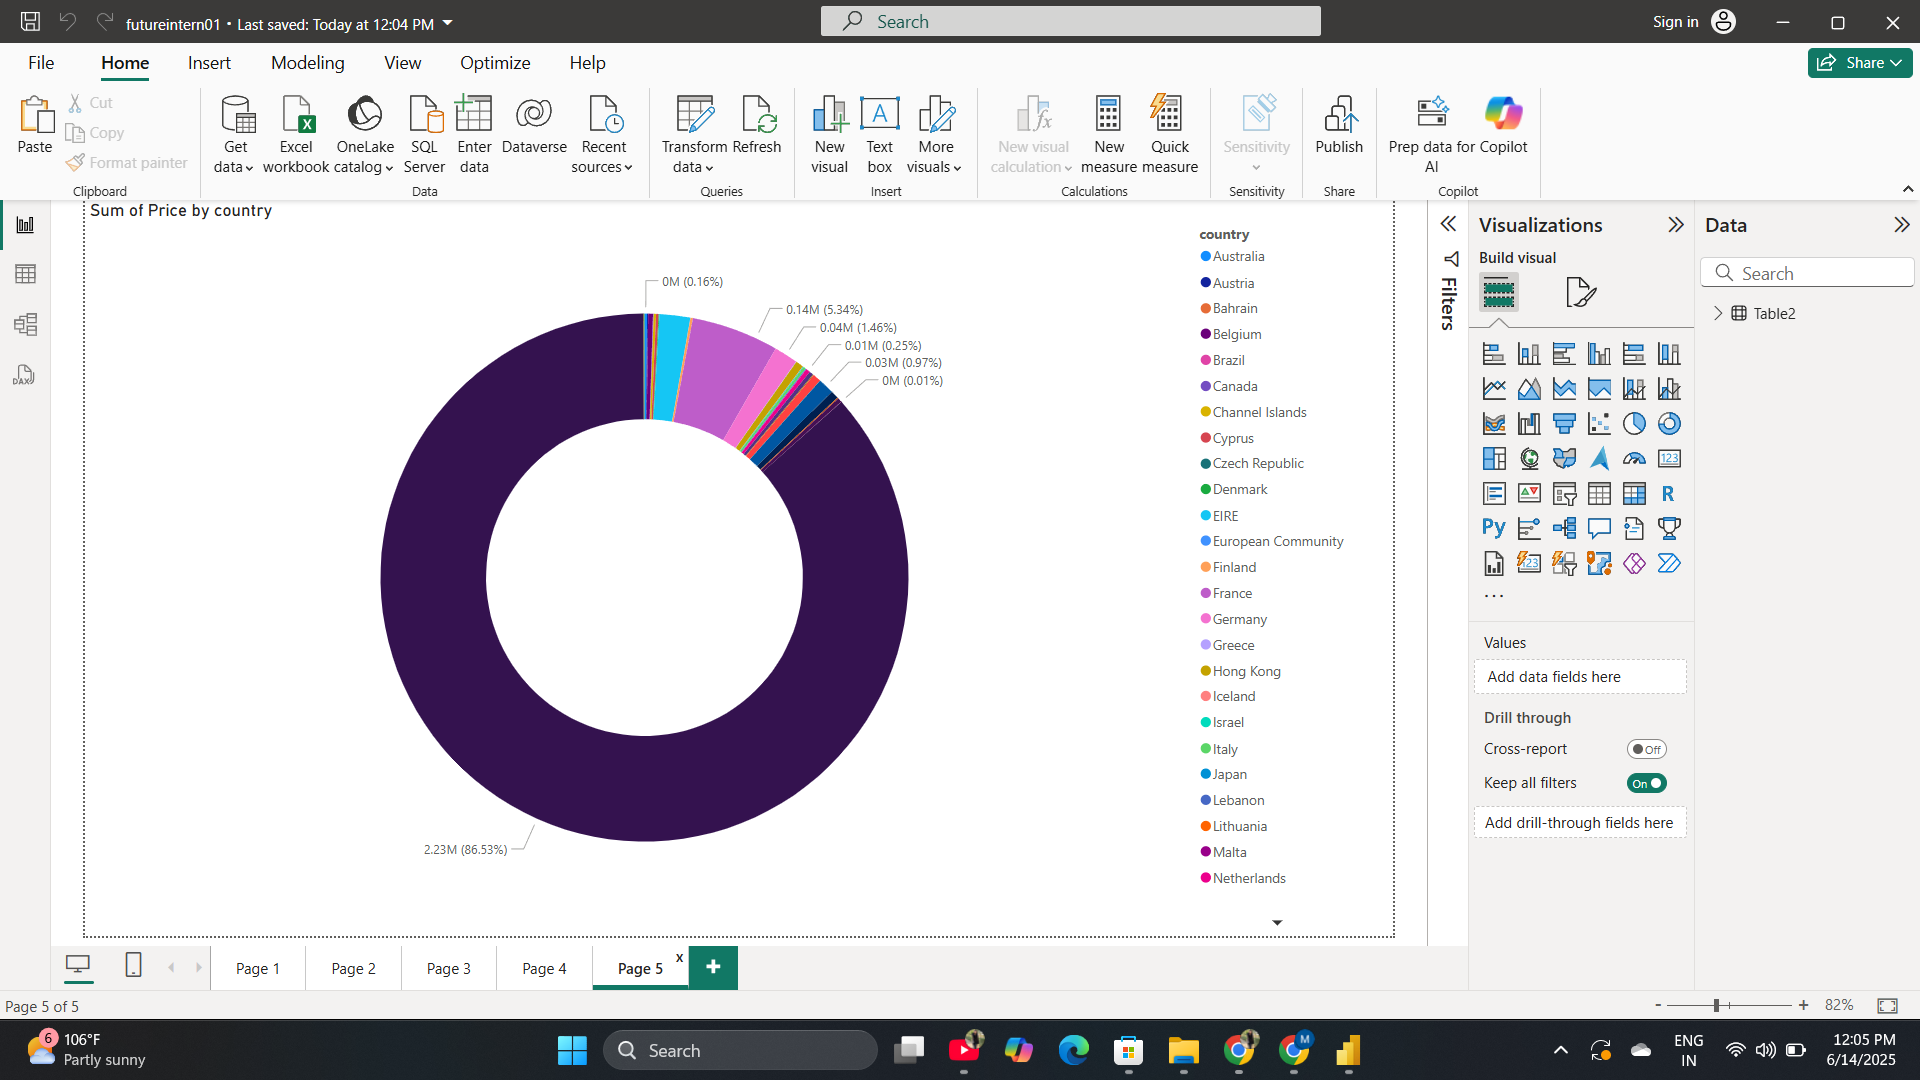 futureintern01 • Last saved: Today at 12:04 PM
Search
Sign in
File
Home
Insert
Modeling
View
Optimize
Help
Share
Paste
Cut
Copy
Format painter
Clipboard
Get data
Excel workbook
OneLake catalog
SQL Server
Enter data
Dataverse
Recent sources
Data
Transform data
Refresh
Queries
New visual
Text box
More visuals
Insert
New visual calculation
New measure
Quick measure
Calculations
Sensitivity
Sensitivity
Publish
Share
Prep data for AI
Copilot
Copilot
Sum of Price by country
0M (0.16%)
0.14M (5.34%)
0.04M (1.46%)
0.01M (0.25%)
0.03M (0.97%)
0M (0.01%)
2.23M (86.53%)
country
Australia
Austria
Bahrain
Belgium
Brazil
Canada
Channel Islands
Cyprus
Czech Republic
Denmark
EIRE
European Community
Finland
France
Germany
Greece
Hong Kong
Iceland
Israel
Italy
Japan
Lebanon
Lithuania
Malta
Netherlands
Filters
Visualizations
Build visual
123
R
Py
123
Values
Add data fields here
Drill through
Cross-report
Off
Keep all filters
On
Add drill-through fields here
Data
Search
Table2
DAX
Page 1
Page 2
Page 3
Page 4
Page 5
x
+
Page 5 of 5
- + 82%
6
106°F
Partly sunny
Search
M
ENG
IN
12:05 PM
6/14/2025